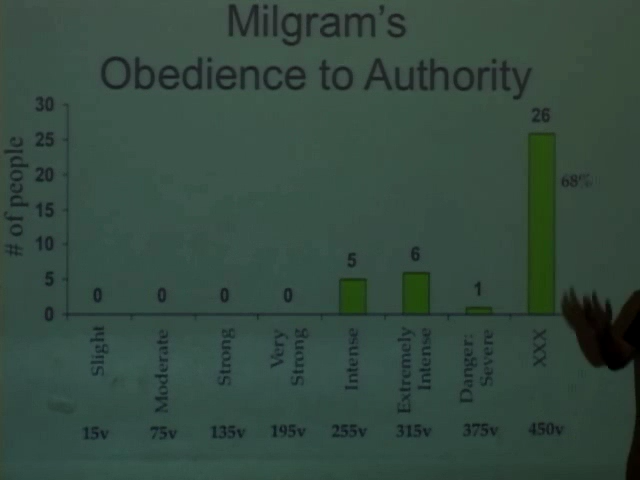 Milgram's
Obedience to Authority
# of people
30
25
20
15
10
5
0
0
0
0
0
5
6
1
26
68%
Slight
Moderate
Strong
Very
Strong
Intense
Extremely
Intense
Danger:
Severe
XXX
15v
75v
135v
195v
255v
315v
375v
450v